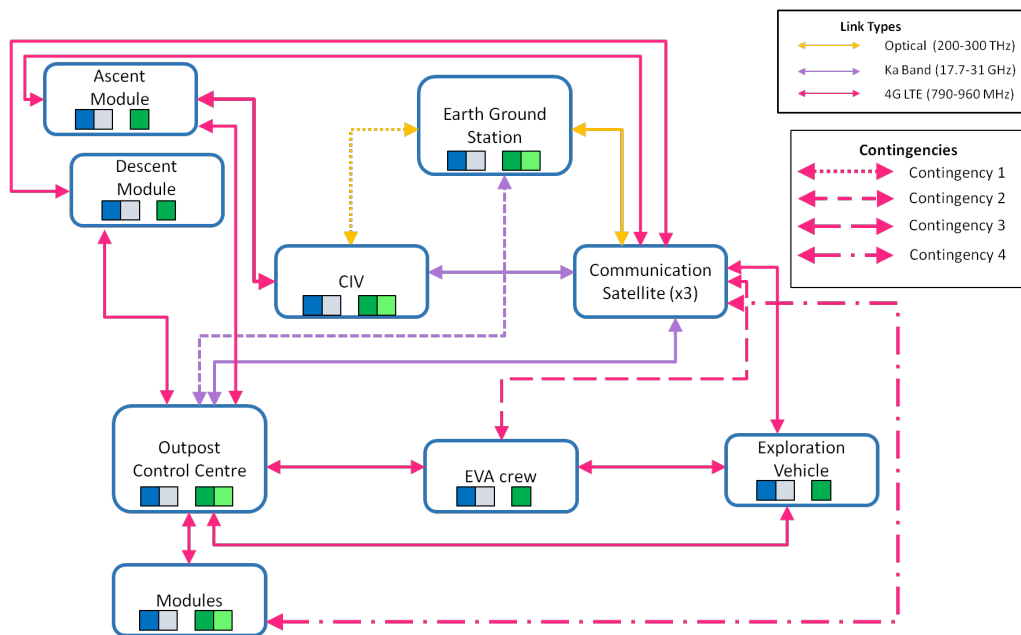 Link Types
Optical (200-300 THz)
Ka Band (17.7-31 GHz)
4G LTE (790-960 MHz)
Contingencies
Contingency 1
Contingency 2
Contingency 3
Contingency 4
Ascent
Module
Earth Ground
Station
Descent
Module
CIV
Communication
Satellite (x3)
Outpost
Control Centre
EVA crew
Exploration
Vehicle
Modules